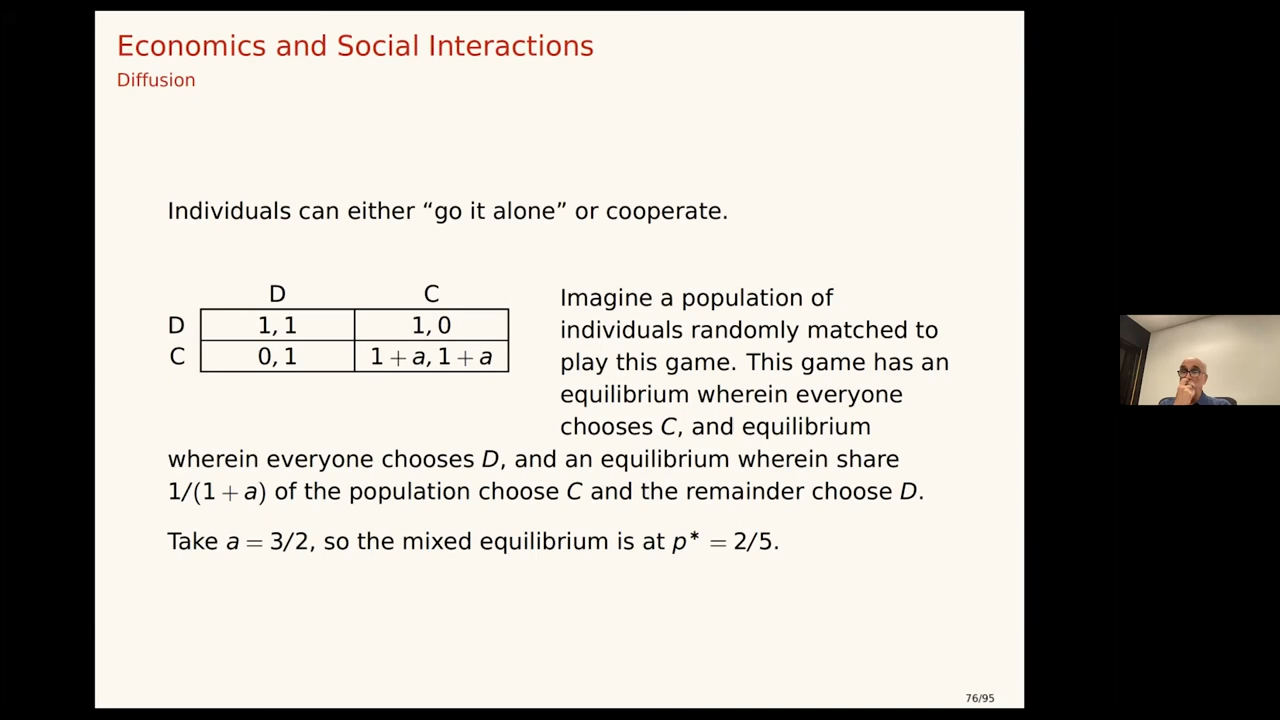 Economics and Social Interactions
Diffusion
Individuals can either “go it alone” or cooperate.
D C
D 1, 1 1, 0
C 0, 1 1 + a, 1 + a
Imagine a population of
individuals randomly matched to
play this game. This game has an
equilibrium wherein everyone
chooses C, and equilibrium
wherein everyone chooses D, and an equilibrium wherein share
1/(1 + a) of the population choose C and the remainder choose D.
Take a = 3/2, so the mixed equilibrium is at p* = 2/5.
76/95